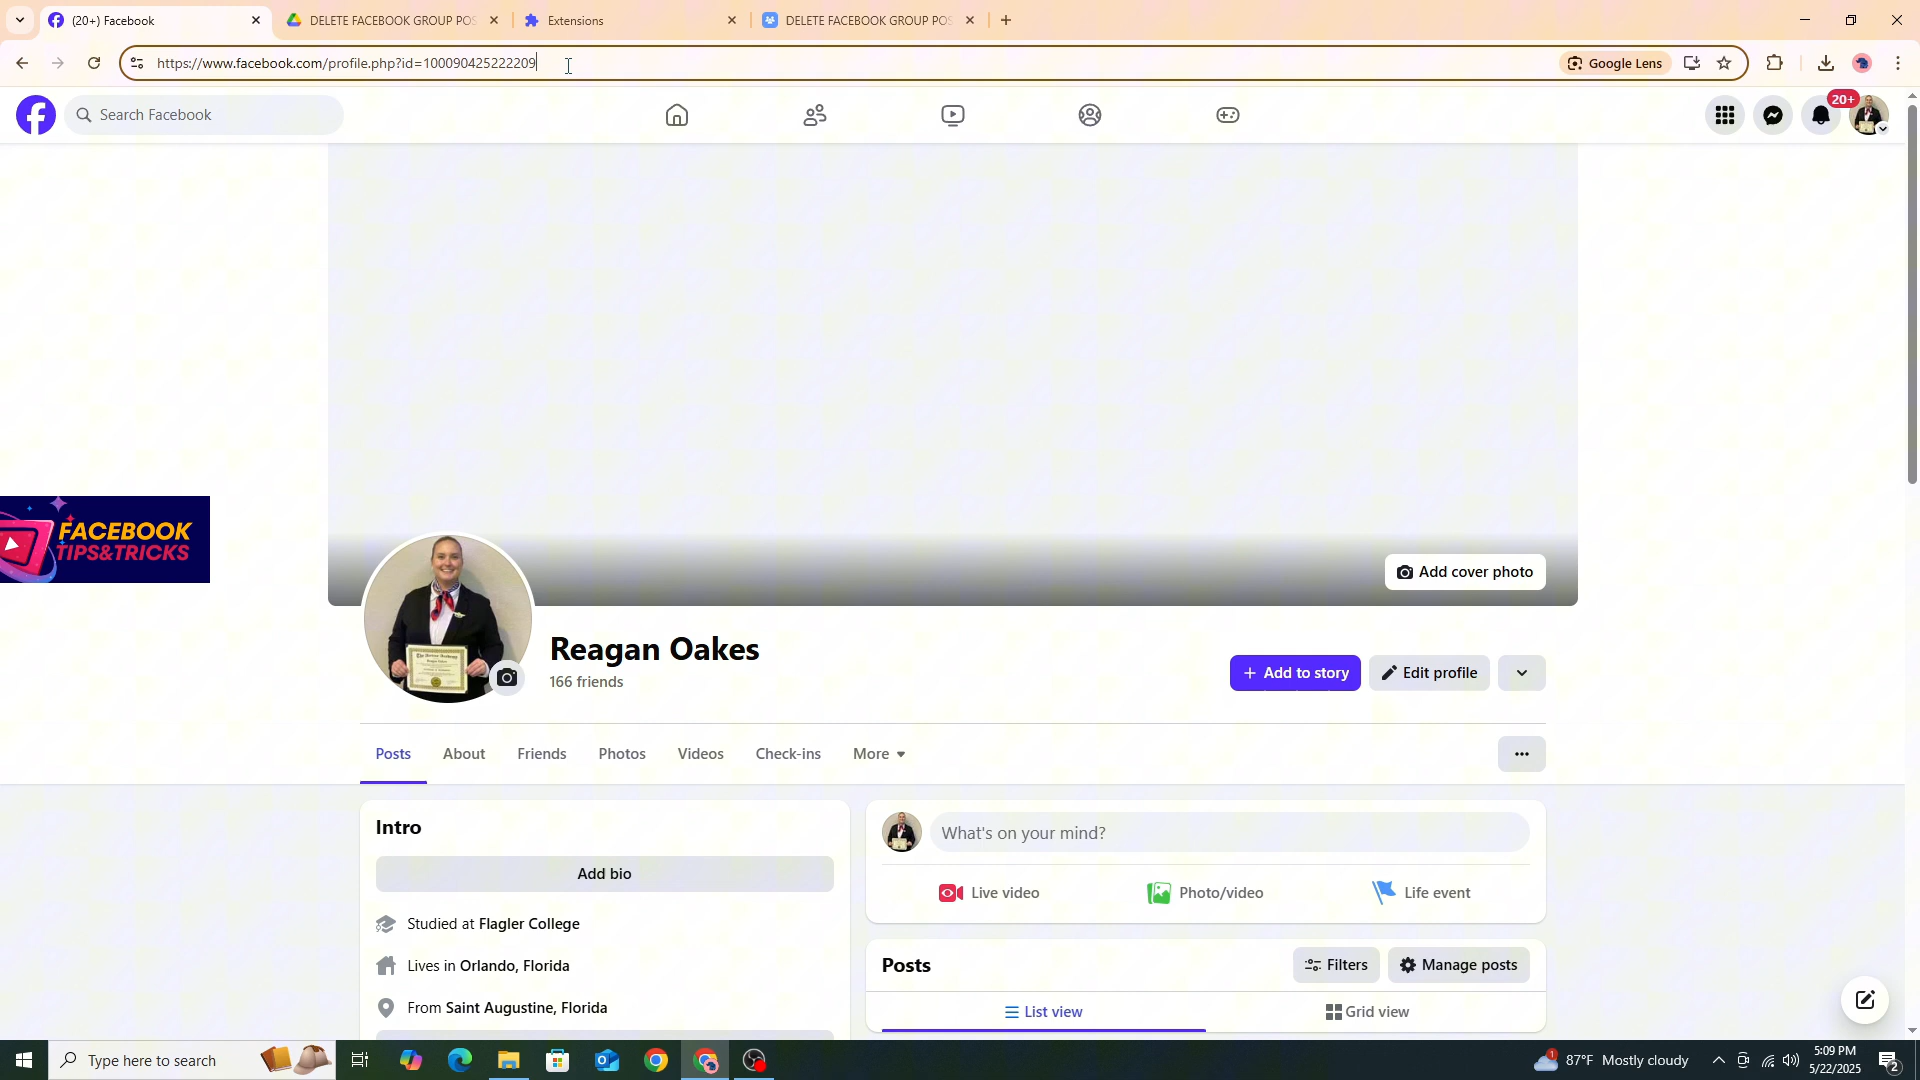 (20+) Facebook
DELETE FACEBOOK GROUP POS
Extensions
DELETE FACEBOOK GROUP POS
https://www.facebook.com/profile.php?id=100090425222209
Google Lens
Search Facebook
20+
FACEBOOK
TIPS&TRICKS
Add cover photo
Reagan Oakes
166 friends
+ Add to story
Edit profile
Posts
About
Friends
Photos
Videos
Check-ins
More
Intro
Add bio
Studied at Flagler College
Lives in Orlando, Florida
From Saint Augustine, Florida
What's on your mind?
Live video
Photo/video
Life event
Posts
Filters
Manage posts
List view
Grid view
Type here to search
1
87°F Mostly cloudy
5:09 PM
5/22/2025
2